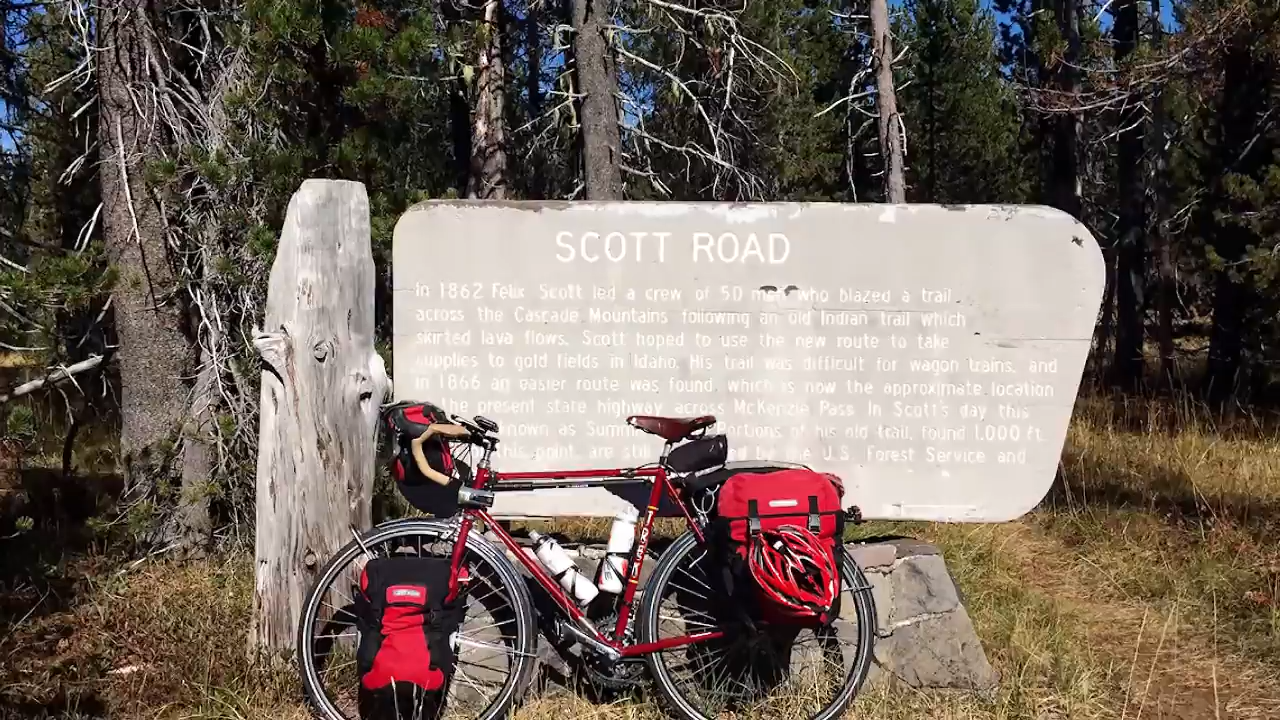 SCOTT ROAD
In 1862 Felix Scott led a crew of 50 men who blazed a trail
across the Cascade Mountains following an old Indian trail which
skirted lava flows. Scott hoped to use the new route to take
supplies to gold fields in Idaho. His trail was difficult for wagon trains, and
in 1866 an easier route was found, which is now the approximate location
the present state highway across McKenzie Pass. In Scott's day this
known as Portions of his old trail, found 1,000 ft.
this point, are by the U.S. Forest Service and